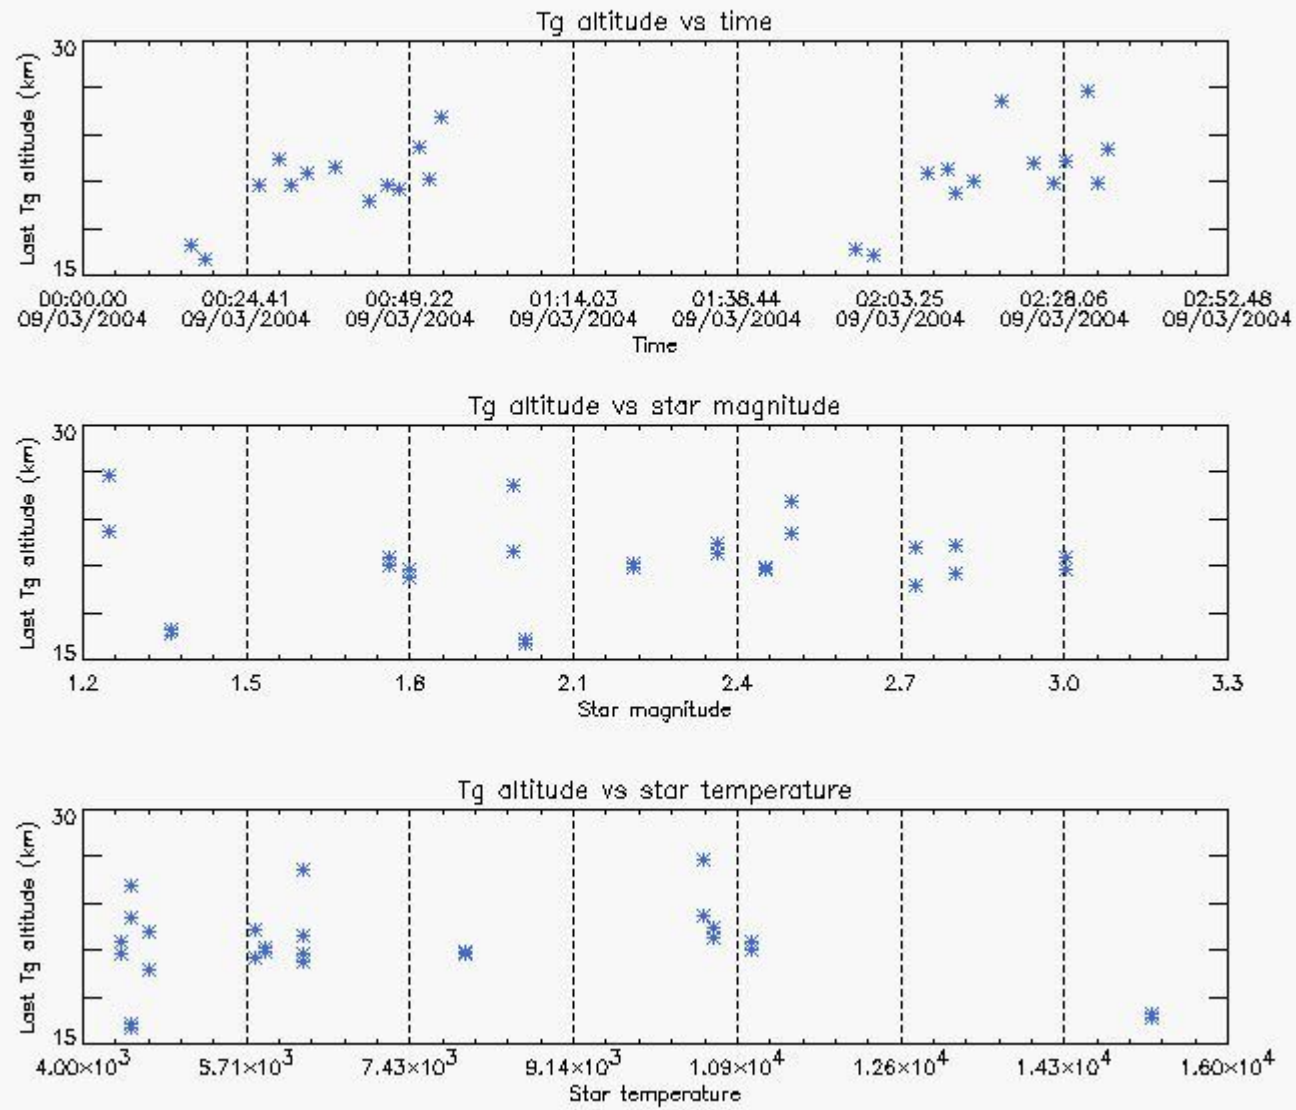 Tg altitude vs time
30
Last Tg altitude (km)
15
00:00.00 00:24.41 00:49.22 01:14.03 01:38.44 02:03.25 02:28.06 02:52.48
09/03/2004 09/03/2004 09/03/2004 09/03/2004 09/03/2004 09/03/2004 09/03/2004 09/03/2004
Time
Tg altitude vs star magnitude
30
Last Tg altitude (km)
15
1.2 1.5 1.8 2.1 2.4 2.7 3.0 3.3
Star magnitude
Tg altitude vs star temperature
30
Last Tg altitude (km)
15
4.00×10³ 5.71×10³ 7.43×10³ 9.14×10³ 1.09×10⁴ 1.26×10⁴ 1.43×10⁴ 1.60×10⁴
Star temperature